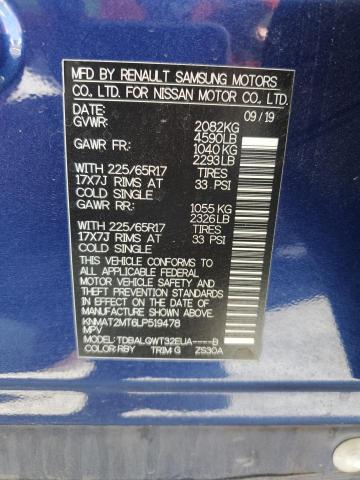 MFD BY RENAULT SAMSUNG MOTORS
CO., LTD. FOR NISSAN MOTOR CO., LTD.
DATE: 09/19
GVWR: 2082KG
4590LB
GAWR FR: 1040 KG
2293LB
WITH 225/65R17 TIRES
17X7J RIMS AT 33 PSI
COLD SINGLE
GAWR RR: 1055 KG
2326LB
WITH 225/65R17 TIRES
17X7J RIMS AT 33 PSI
COLD SINGLE
THIS VEHICLE CONFORMS TO
ALL APPLICABLE FEDERAL
MOTOR VEHICLE SAFETY
AND BUMPER STANDARDS IN
EFFECT ON THE DATE OF
MANUFACTURE SHOWN ABOVE.
KNMAT2MT6LP519478
MPV
MODEL: TDBALQWT32EUA----B
COLOR:RBY TRIM:G ZS30A